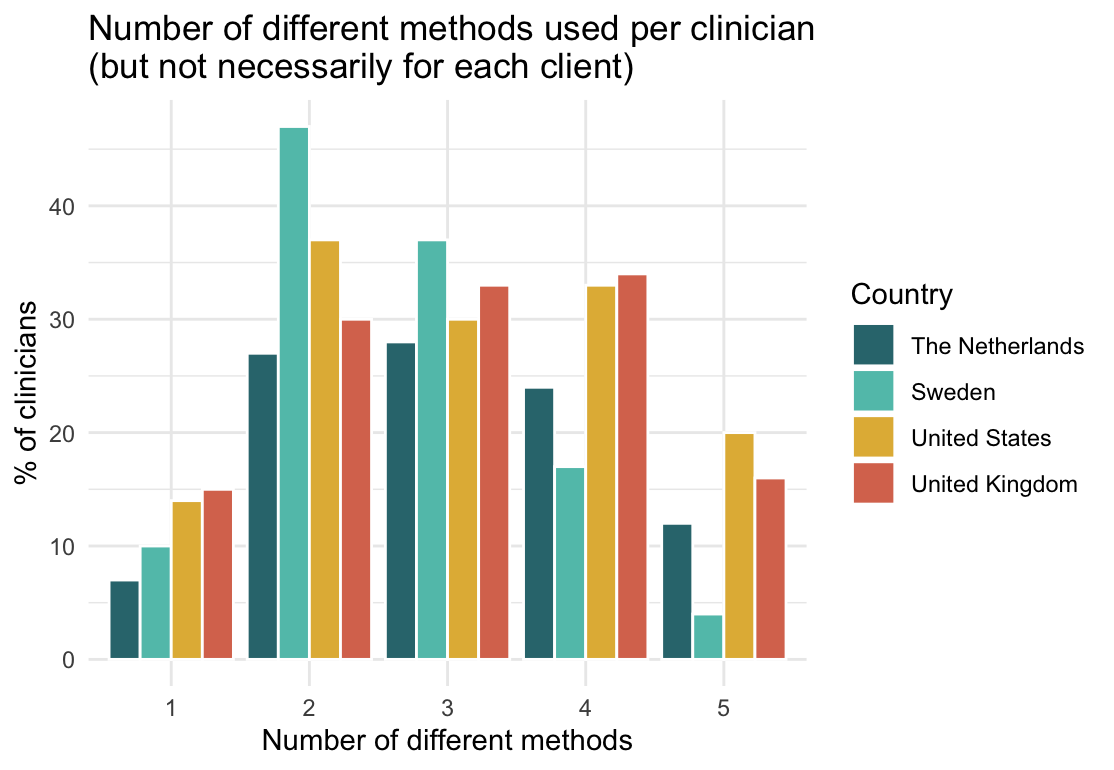 Number of different methods used per clinician
(but not necessarily for each client)
% of clinicians
40
30
20
10
0
1 2 3 4 5
Number of different methods
Country
The Netherlands
Sweden
United States
United Kingdom